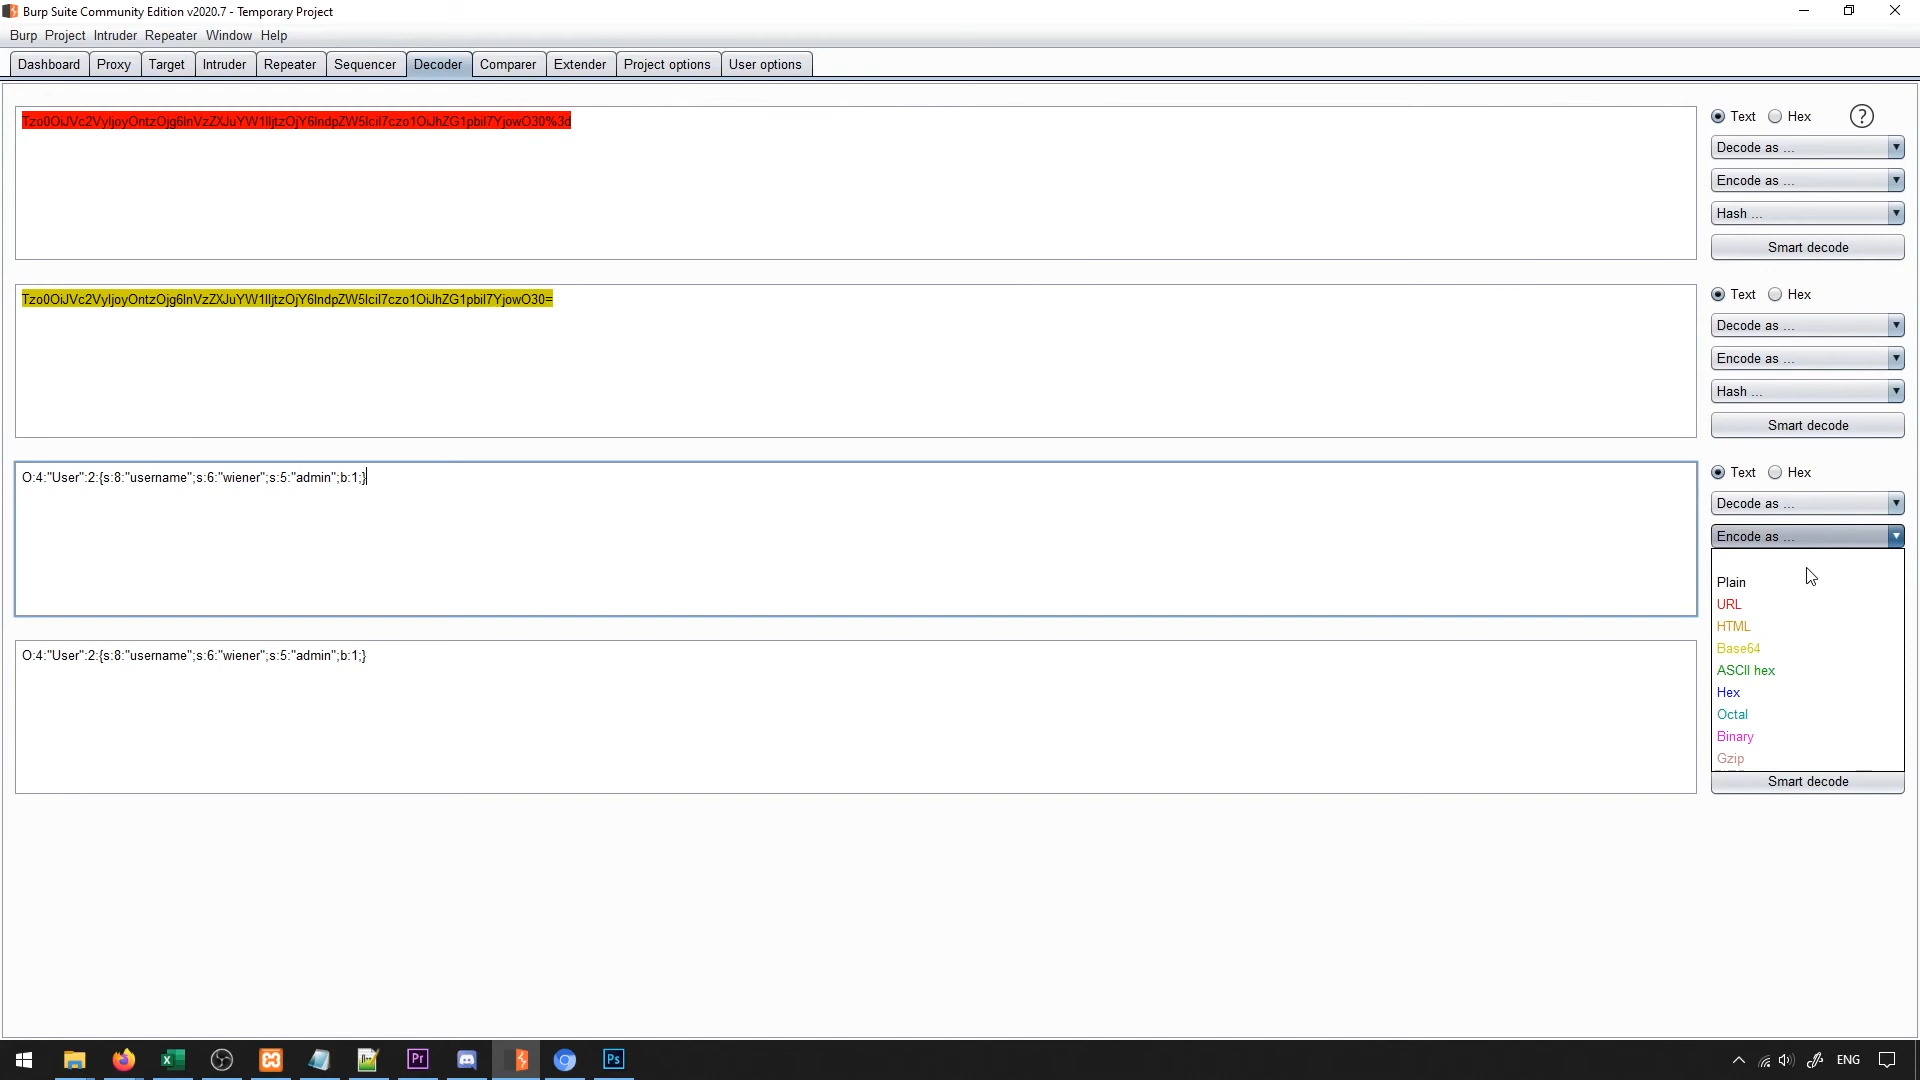 Burp Suite Community Edition v2020.7 - Temporary Project
Burp Project Intruder Repeater Window Help
Dashboard Proxy Target Intruder Repeater Sequencer Decoder Comparer Extender Project options User options
Tzo0OiJVc2VyIjoyOntzOjg6InVzZXJuYW1lIjtzOjY6IndpZW5lciI7czo1OiJhZG1pbiI7YjowO30%3d
Text Hex ?
Decode as ...
Encode as ...
Hash ...
Smart decode
Tzo0OiJVc2VyIjoyOntzOjg6InVzZXJuYW1lIjtzOjY6IndpZW5lciI7czo1OiJhZG1pbiI7YjowO30=
Text Hex
Decode as ...
Encode as ...
Hash ...
Smart decode
O:4:"User":2:{s:8:"username";s:6:"wiener";s:5:"admin";b:1;}
Text Hex
Decode as ...
Encode as ...
Plain
URL
HTML
Base64
ASCII hex
Hex
Octal
Binary
Gzip
O:4:"User":2:{s:8:"username";s:6:"wiener";s:5:"admin";b:1;}
Smart decode
Pr
Ps
ENG